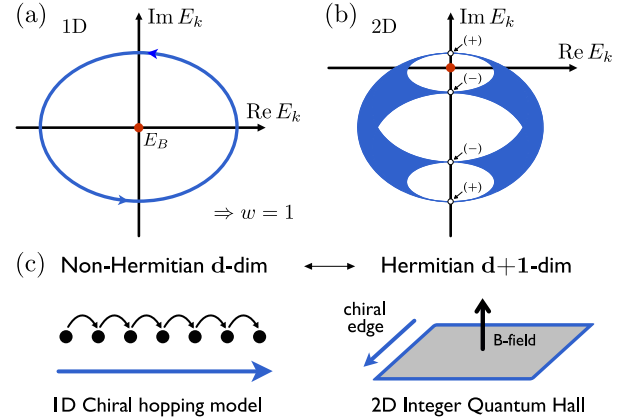 (a) 1D Im E_k
Re E_k
E_B
⇒ w = 1
(b) 2D Im E_k
(+)
Re E_k
(−)
(−)
(+)
(c) Non-Hermitian d-dim ⟷ Hermitian d+1-dim
chiral
edge
B-field
1D Chiral hopping model
2D Integer Quantum Hall